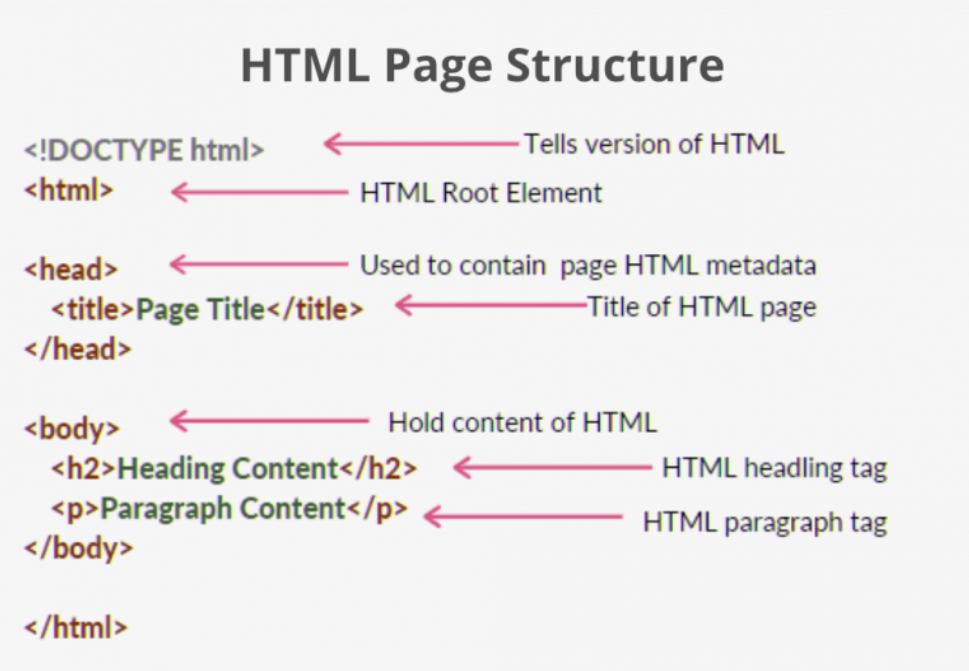 HTML Page Structure
<!DOCTYPE html> Tells version of HTML
<html> HTML Root Element
<head> Used to contain page HTML metadata
<title>Page Title</title> Title of HTML page
</head>
<body> Hold content of HTML
<h2>Heading Content</h2> HTML headling tag
<p>Paragraph Content</p> HTML paragraph tag
</body>
</html>